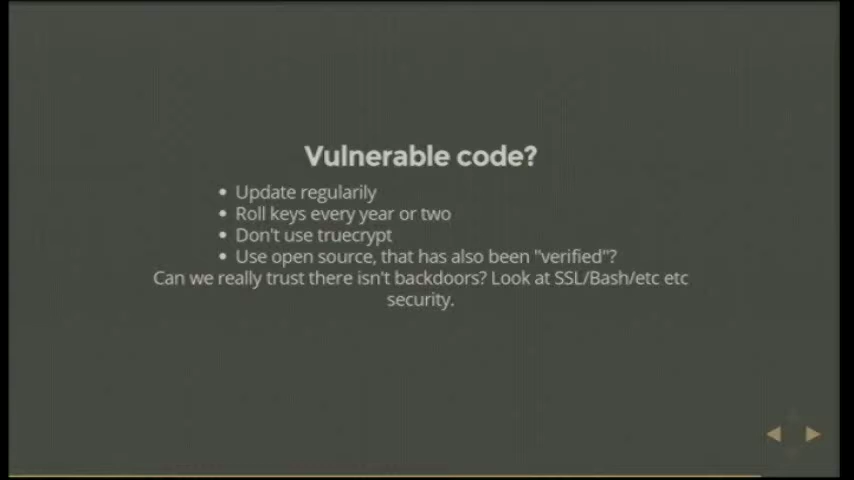 Vulnerable code?
• Update regularily
• Roll keys every year or two
• Don't use truecrypt
• Use open source, that has also been "verified"?
Can we really trust there isn't backdoors? Look at SSL/Bash/etc etc
security.